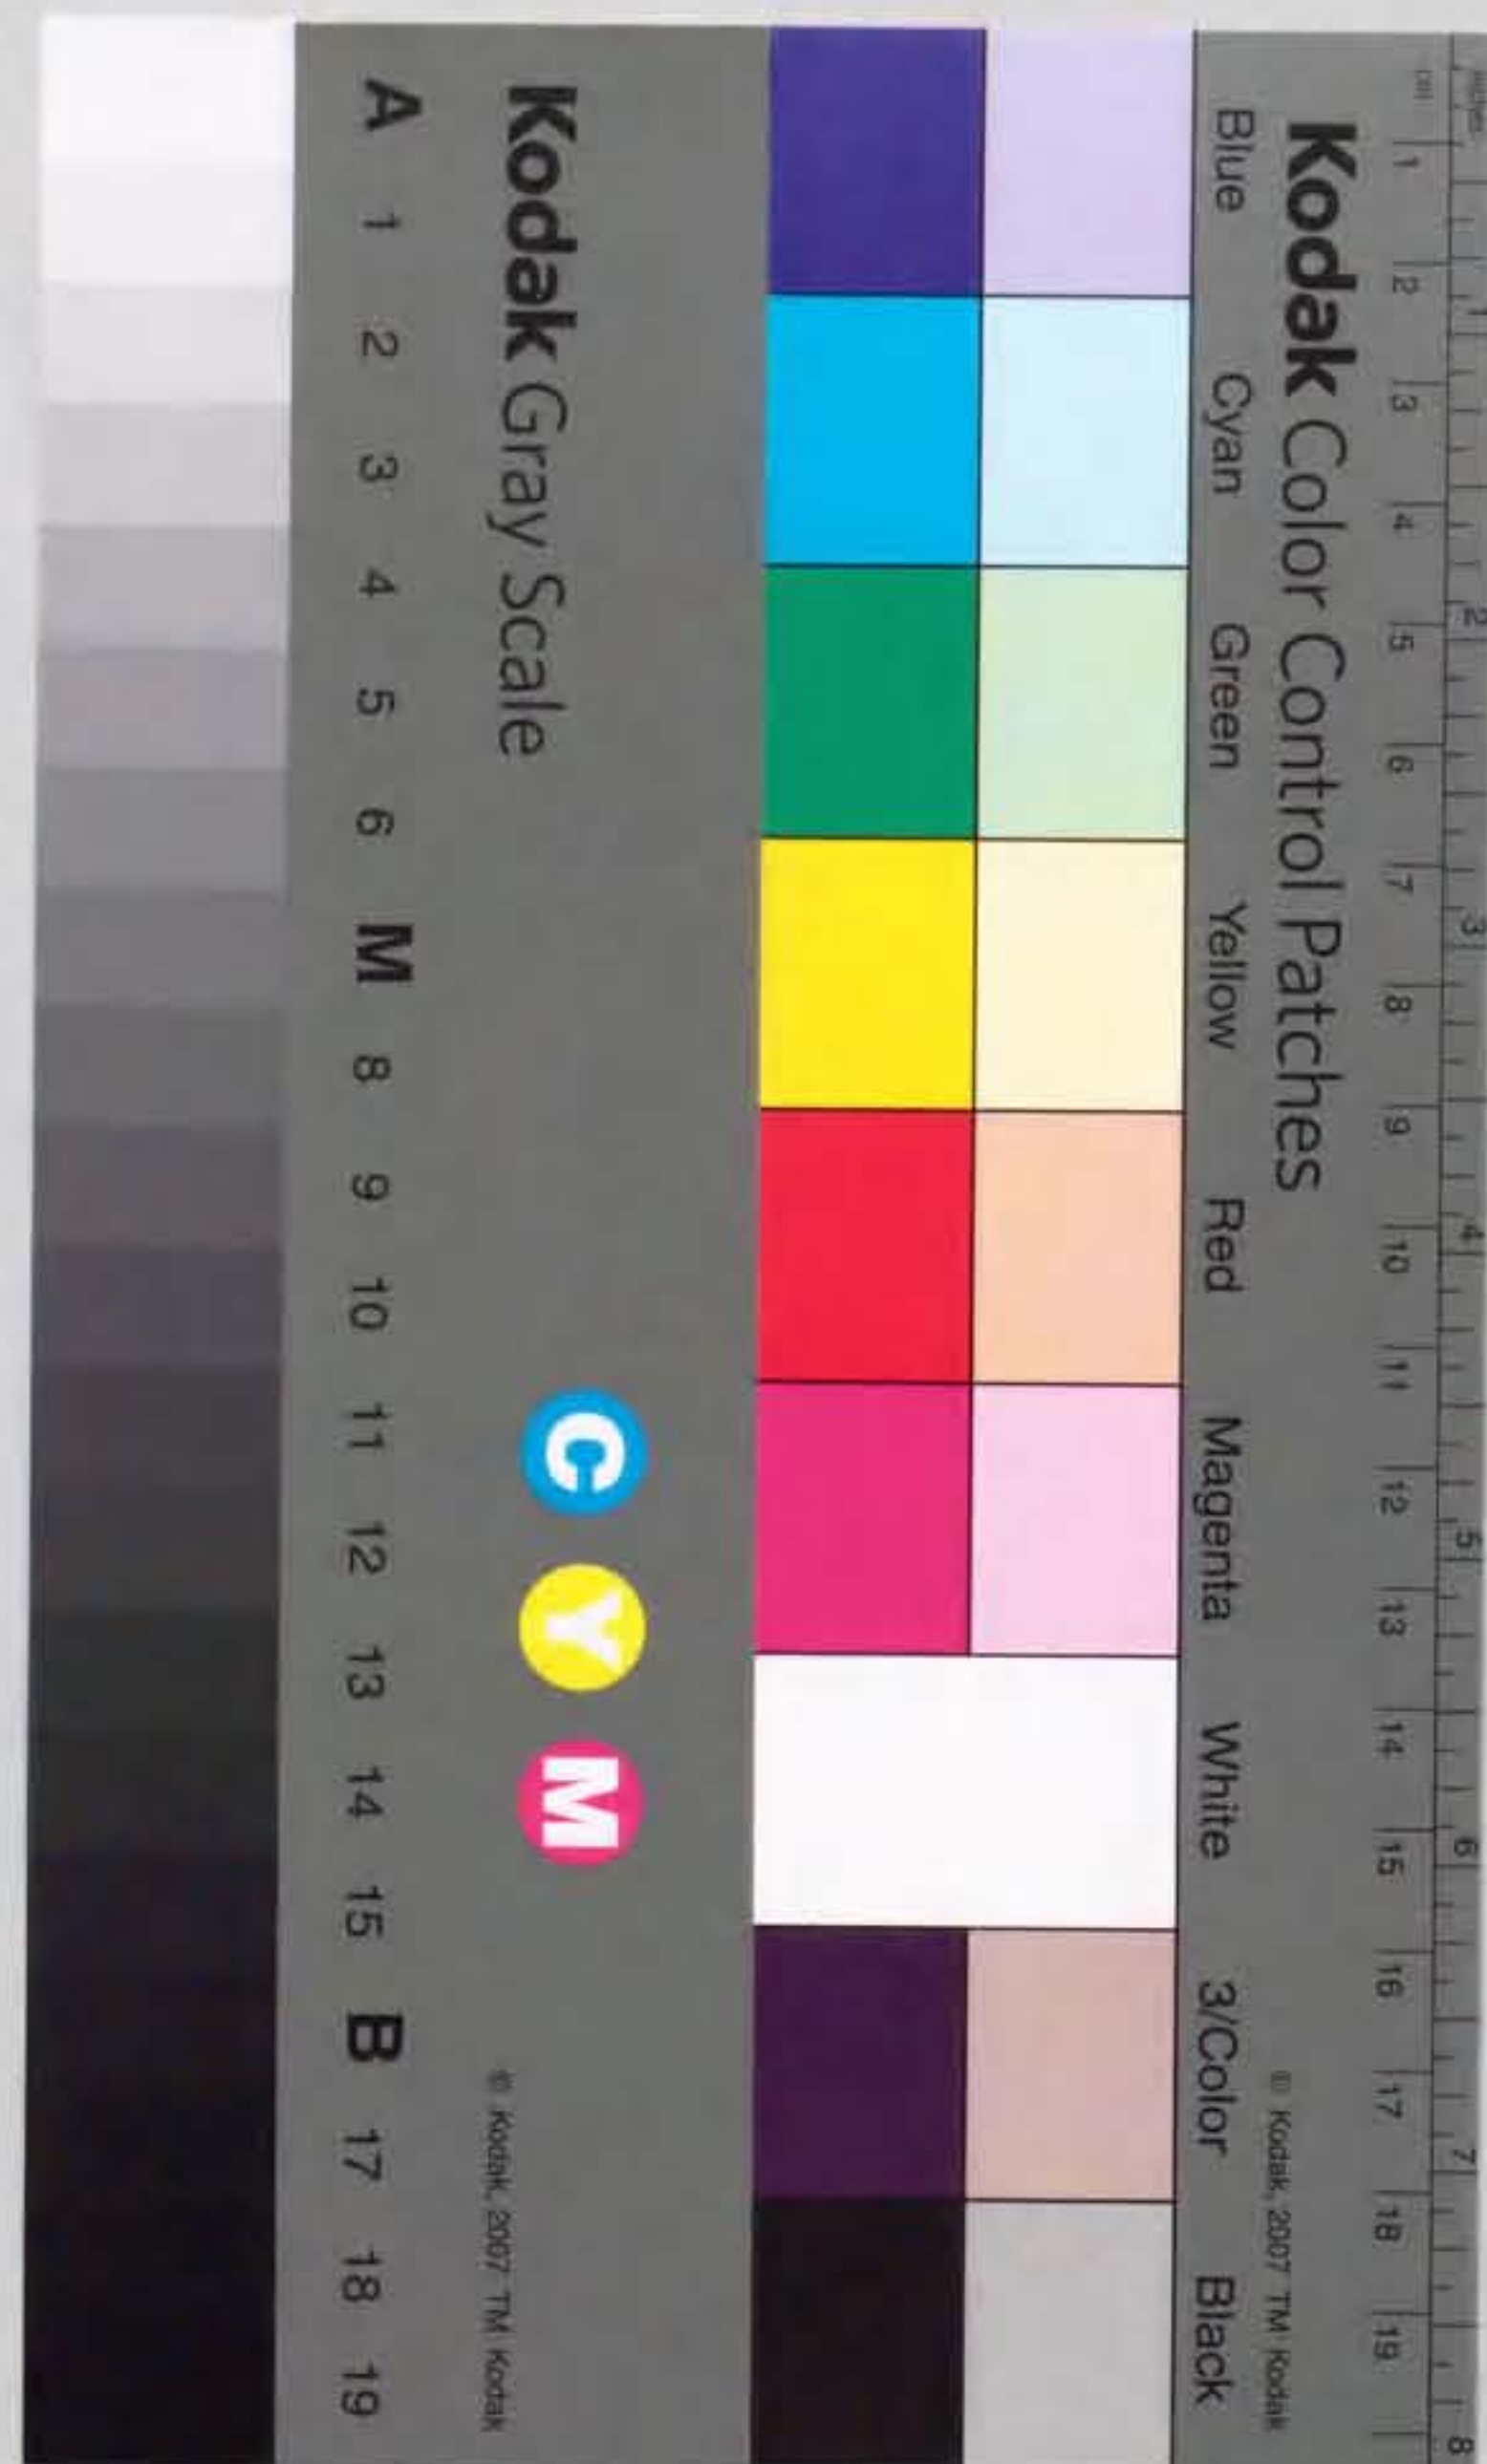 inches 1 2 3 4 5 6 7 8
cm 1 2 3 4 5 6 7 8 9 10 11 12 13 14 15 16 17 18 19
Kodak Color Control Patches
© Kodak, 2007 TM: Kodak
Blue Cyan Green Yellow Red Magenta White 3/Color Black
Kodak Gray Scale
C Y M
© Kodak, 2007 TM: Kodak
A 1 2 3 4 5 6 M 8 9 10 11 12 13 14 15 B 17 18 19